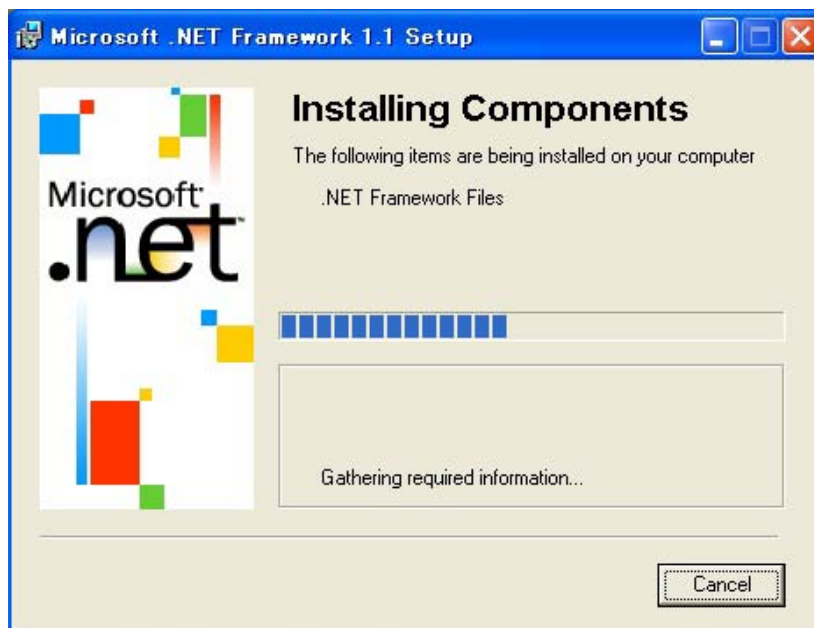 Microsoft .NET Framework 1.1 Setup
Installing Components
The following items are being installed on your computer
.NET Framework Files
Microsoft
.net
Gathering required information...
Cancel